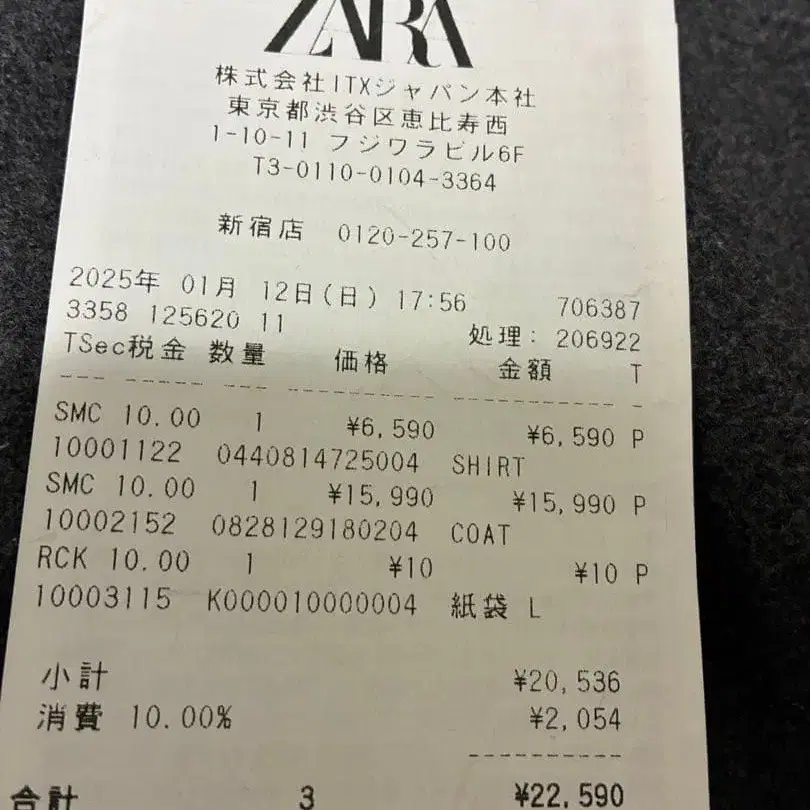 ZARA
株式会社ITXジャパン本社
東京都渋谷区恵比寿西
1-10-11 フジワラビル6F
T3-0110-0104-3364
新宿店 0120-257-100
2025年 01月 12日(日) 17:56 706387
3358 125620 11 処理: 206922
TSec税金 数量 価格 金額 T
SMC 10.00 1 ¥6,590 ¥6,590 P
10001122 04408147250​04 SHIRT
SMC 10.00 1 ¥15,990 ¥15,990 P
10002152 0828129180204 COAT
RCK 10.00 1 ¥10 ¥10 P
10003115 K000010000004 紙袋 L
小計 ¥20,536
消費 10.00% ¥2,054
合計 3 ¥22,590